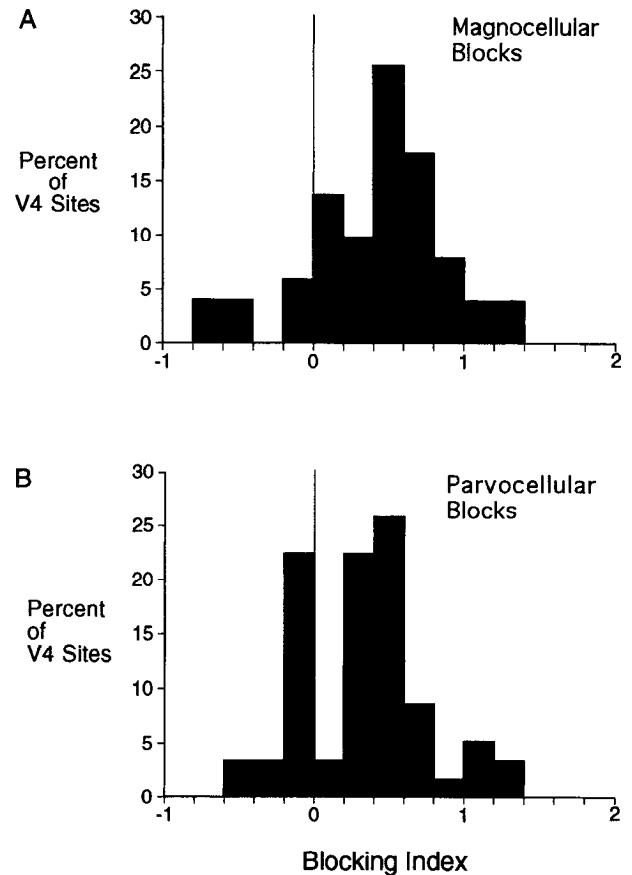 A
Magnocellular
Blocks
Percent
of
V4 Sites
30
25
20
15
10
5
0
-1
0
1
2
B
Parvocellular
Blocks
Percent
of
V4 Sites
30
25
20
15
10
5
0
-1
0
1
2
Blocking Index